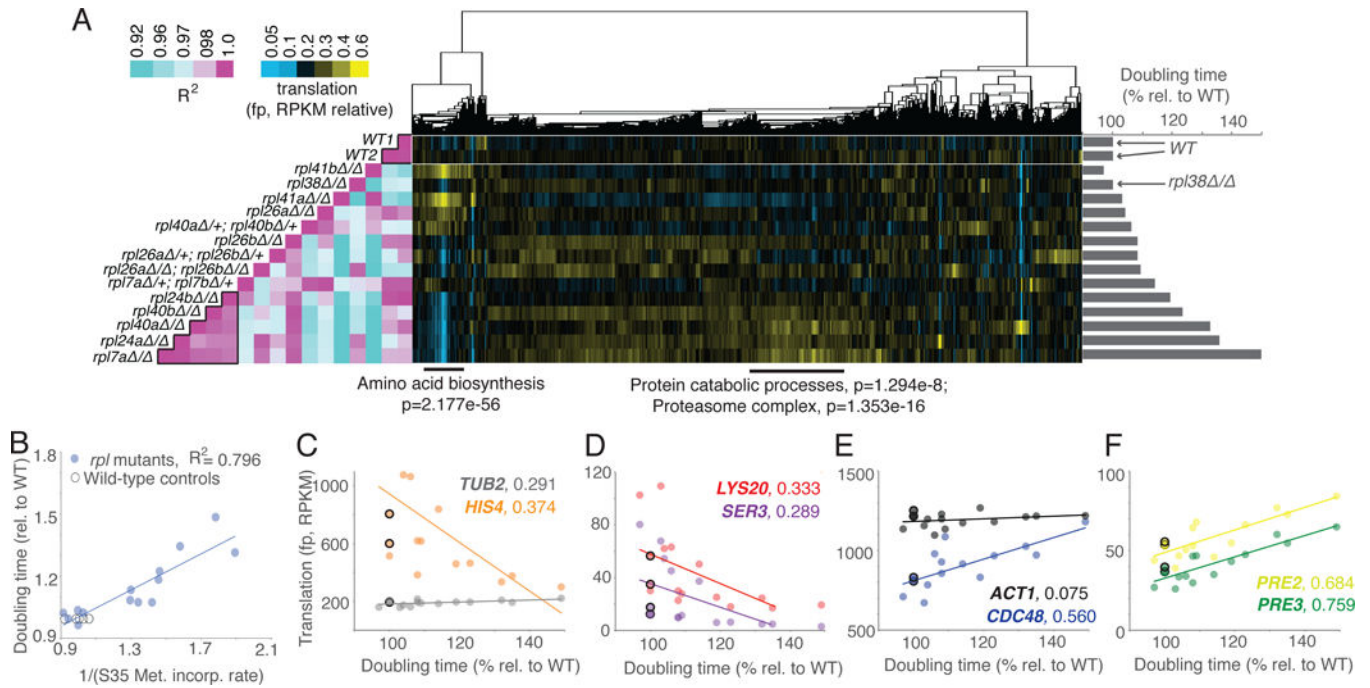 A
0.92
0.96
0.97
098
1.0
R2
0.05
0.1
0.2
0.3
0.4
0.6
translation
(fp, RPKM relative)
Doubling time
(% rel. to WT)
100
120
140
WT1
WT2
rpl41bΔ/Δ
rpl38Δ/Δ
rpl41aΔ/Δ
rpl26aΔ/Δ
rpl40aΔ/+; rpl40bΔ/+
rpl26bΔ/Δ
rpl26aΔ/+; rpl26bΔ/+
rpl26aΔ/Δ; rpl26bΔ/Δ
rpl7aΔ/+; rpl7bΔ/+
rpl24bΔ/Δ
rpl40bΔ/Δ
rpl40aΔ/Δ
rpl24aΔ/Δ
rpl7aΔ/Δ
WT
rpl38Δ/Δ
Amino acid biosynthesis
p=2.177e-56
Protein catabolic processes, p=1.294e-8;
Proteasome complex, p=1.353e-16
B
Doubling time (rel. to WT)
1.8
1.5
1.2
0.9
rpl mutants, R2= 0.796
Wild-type controls
0.9
1.3
1.7
2.1
1/(S35 Met. incorp. rate)
C
Translation (fp, RPKM)
1000
600
200
TUB2, 0.291
HIS4, 0.374
100
120
140
Doubling time (% rel. to WT)
D
120
80
40
0
LYS20, 0.333
SER3, 0.289
100
120
140
Doubling time (% rel. to WT)
E
1500
1000
500
ACT1, 0.075
CDC48, 0.560
100
120
140
Doubling time (% rel. to WT)
F
100
50
0
PRE2, 0.684
PRE3, 0.759
100
120
140
Doubling time (% rel. to WT)